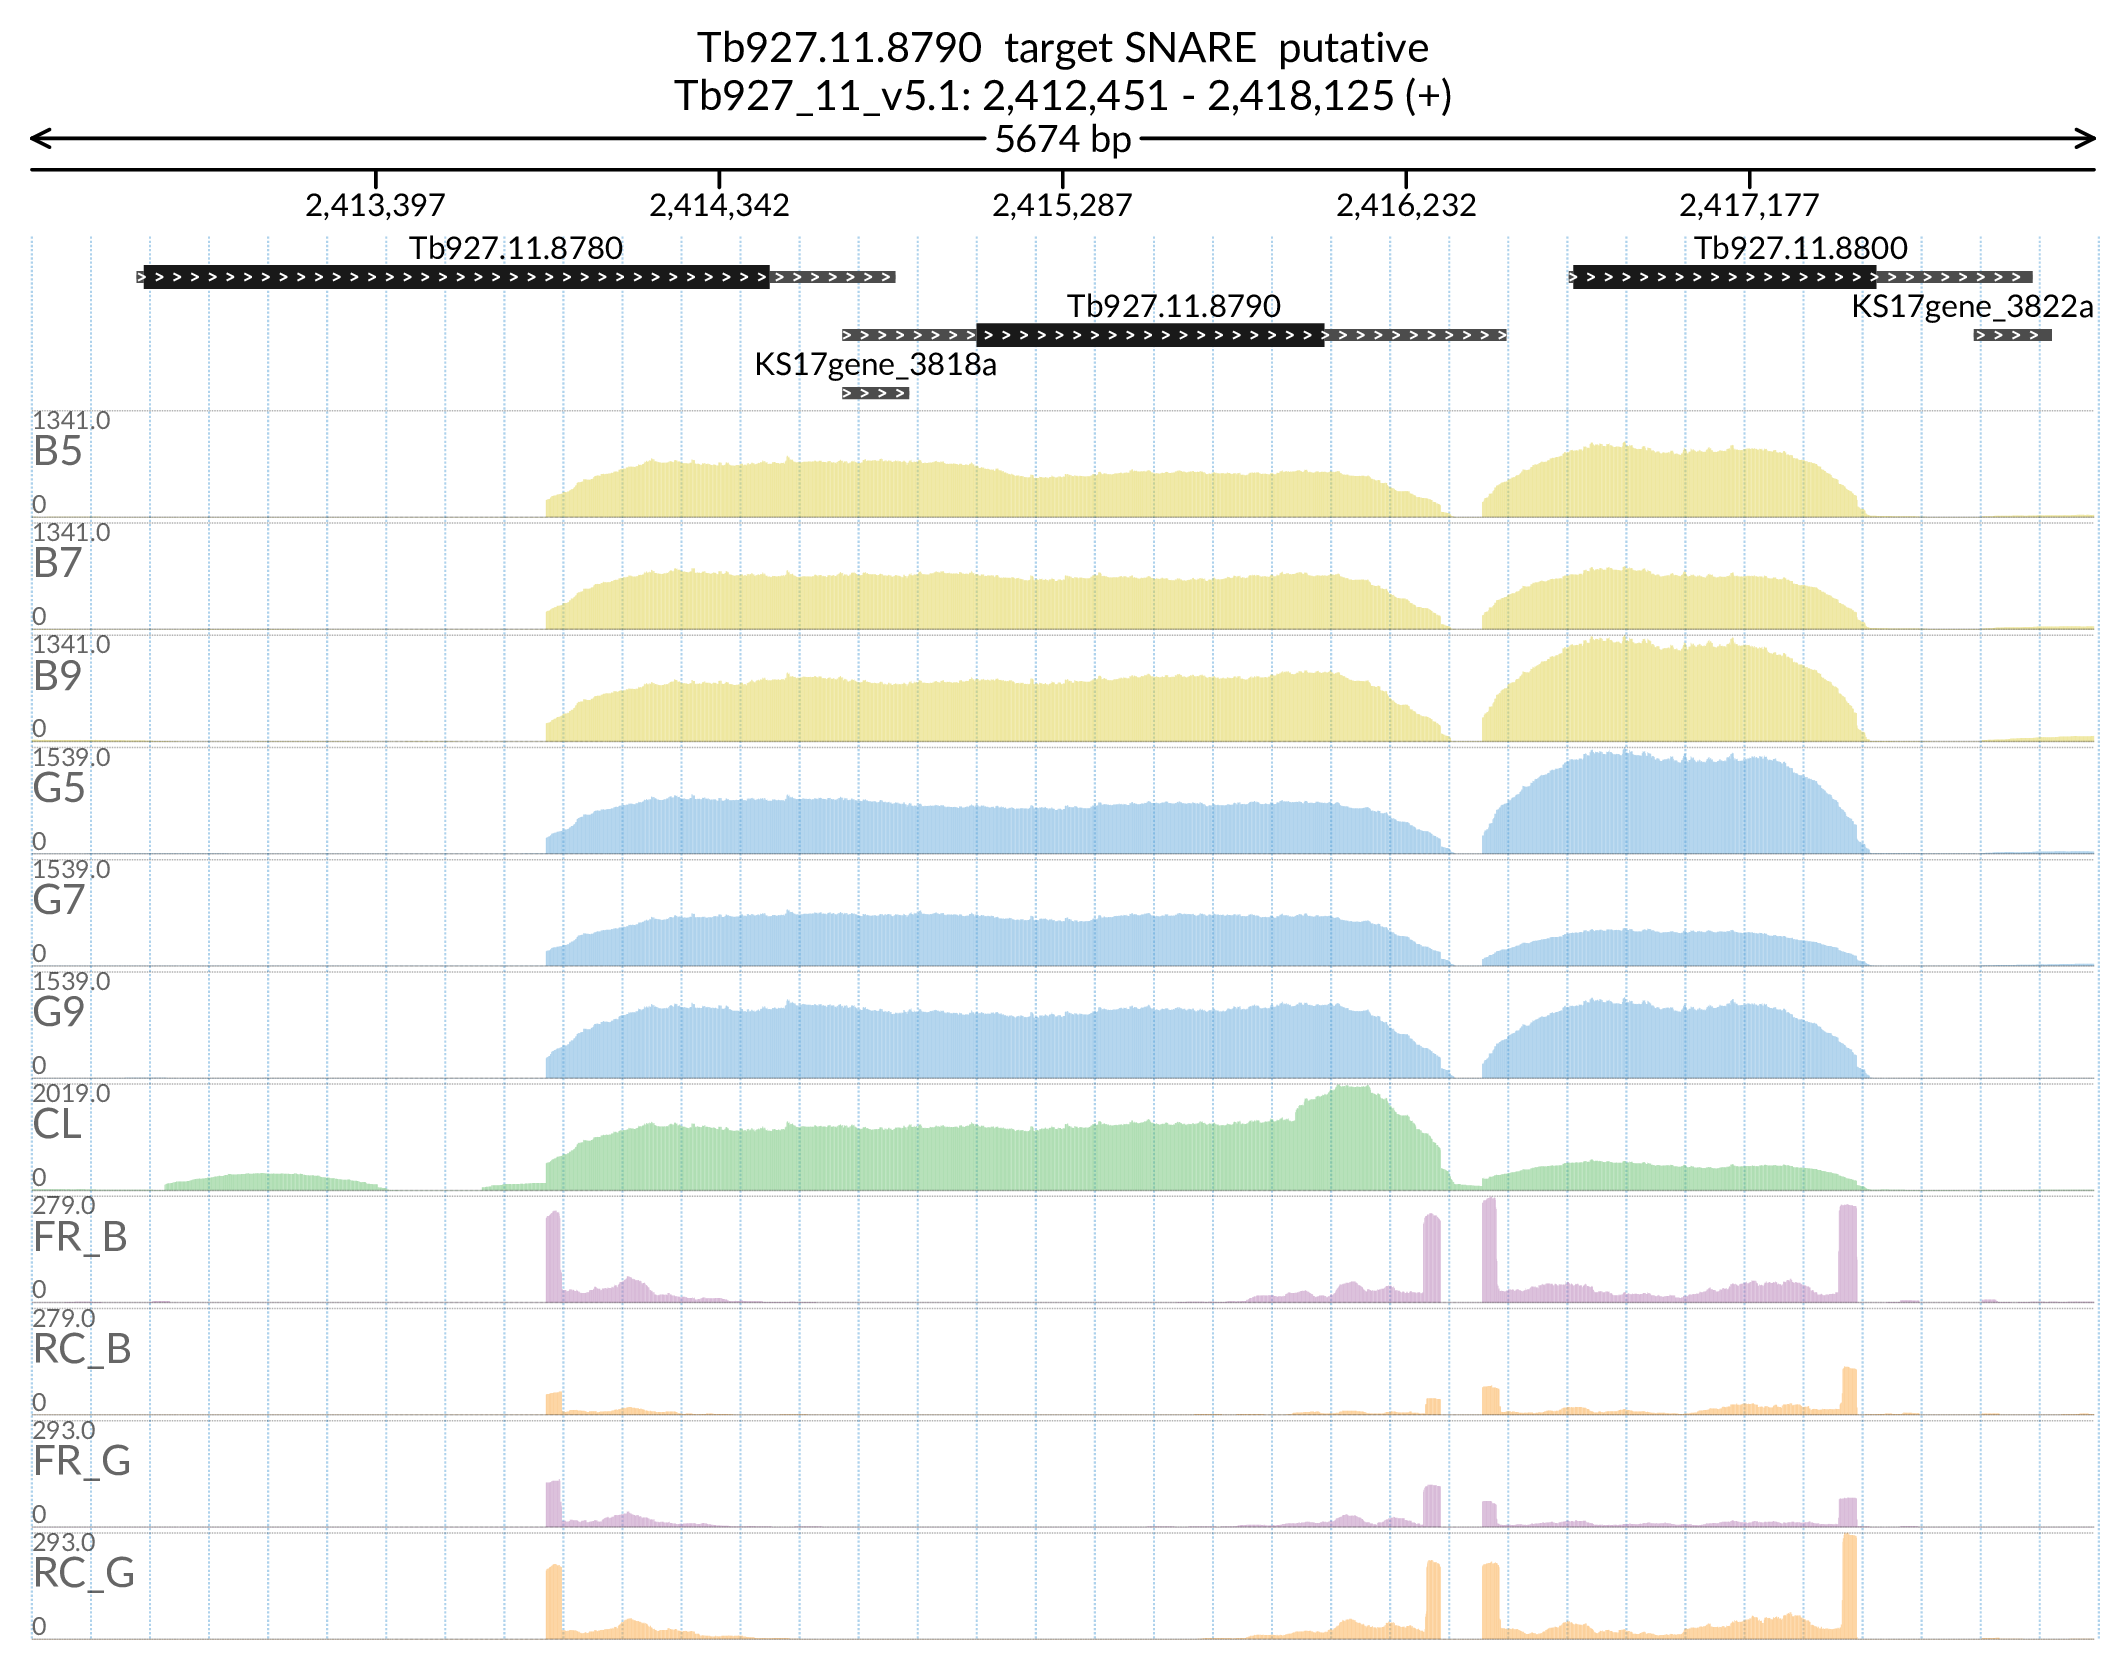 Tb927.11.8790  target SNARE  putative
Tb927_11_v5.1: 2,412,451 - 2,418,125 (+)
5674 bp
2,413,397 2,414,342 2,415,287 2,416,232 2,417,177
Tb927.11.8780 Tb927.11.8800
Tb927.11.8790 KS17gene_3822a
KS17gene_3818a
1341.0
B5
0
1341.0
B7
0
1341.0
B9
0
1539.0
G5
0
1539.0
G7
0
1539.0
G9
0
2019.0
CL
0
279.0
FR_B
0
279.0
RC_B
0
293.0
FR_G
0
293.0
RC_G
0